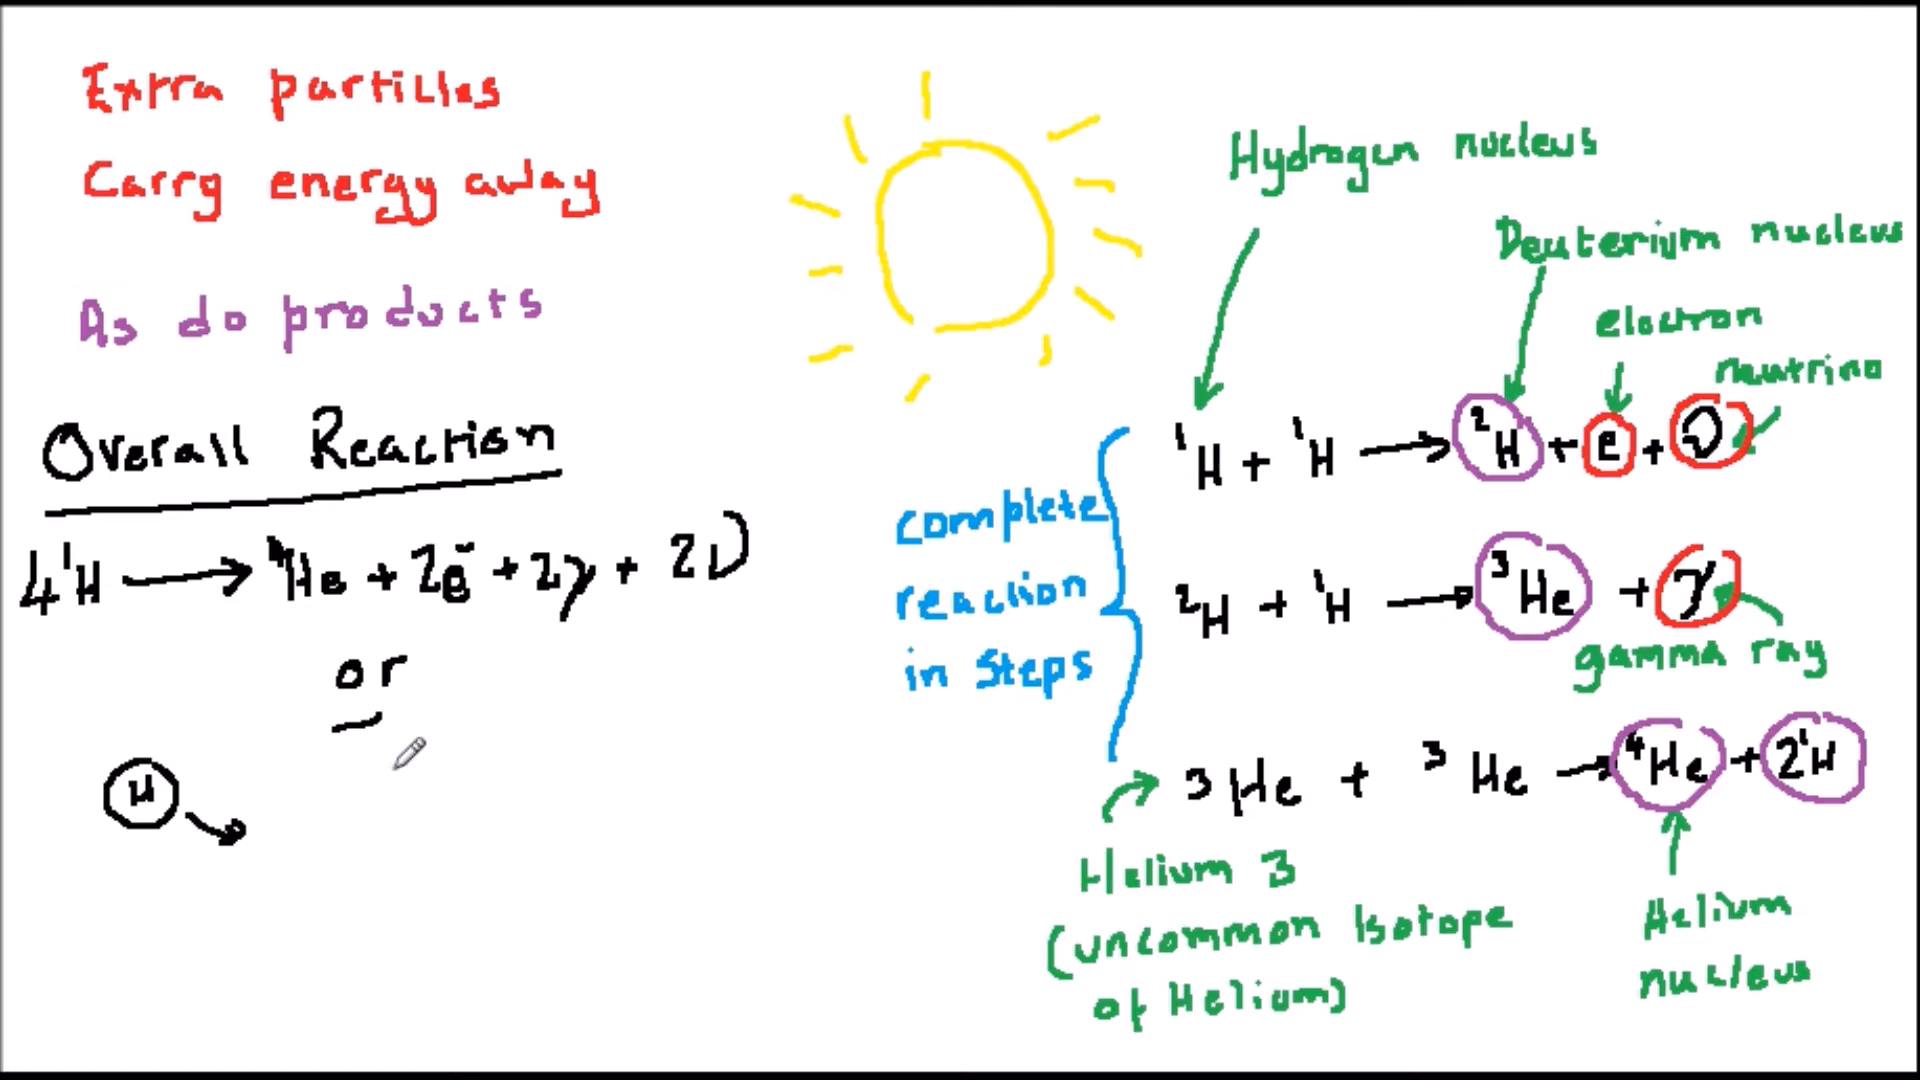 Extra particles
Carry energy away
As do products
Overall Reaction
4¹H → ⁴He + 2e⁻ + 2γ + 2ν
or
H
Hydrogen nucleus
Deuterium nucleus
electron
neutrino
complete
reaction
in steps
¹H + ¹H → ²H + e + ν
²H + ¹H → ³He + γ
gamma ray
³He + ³He → ⁴He + 2¹H
Helium 3
(uncommon Isotope
of Helium)
Helium
nucleus